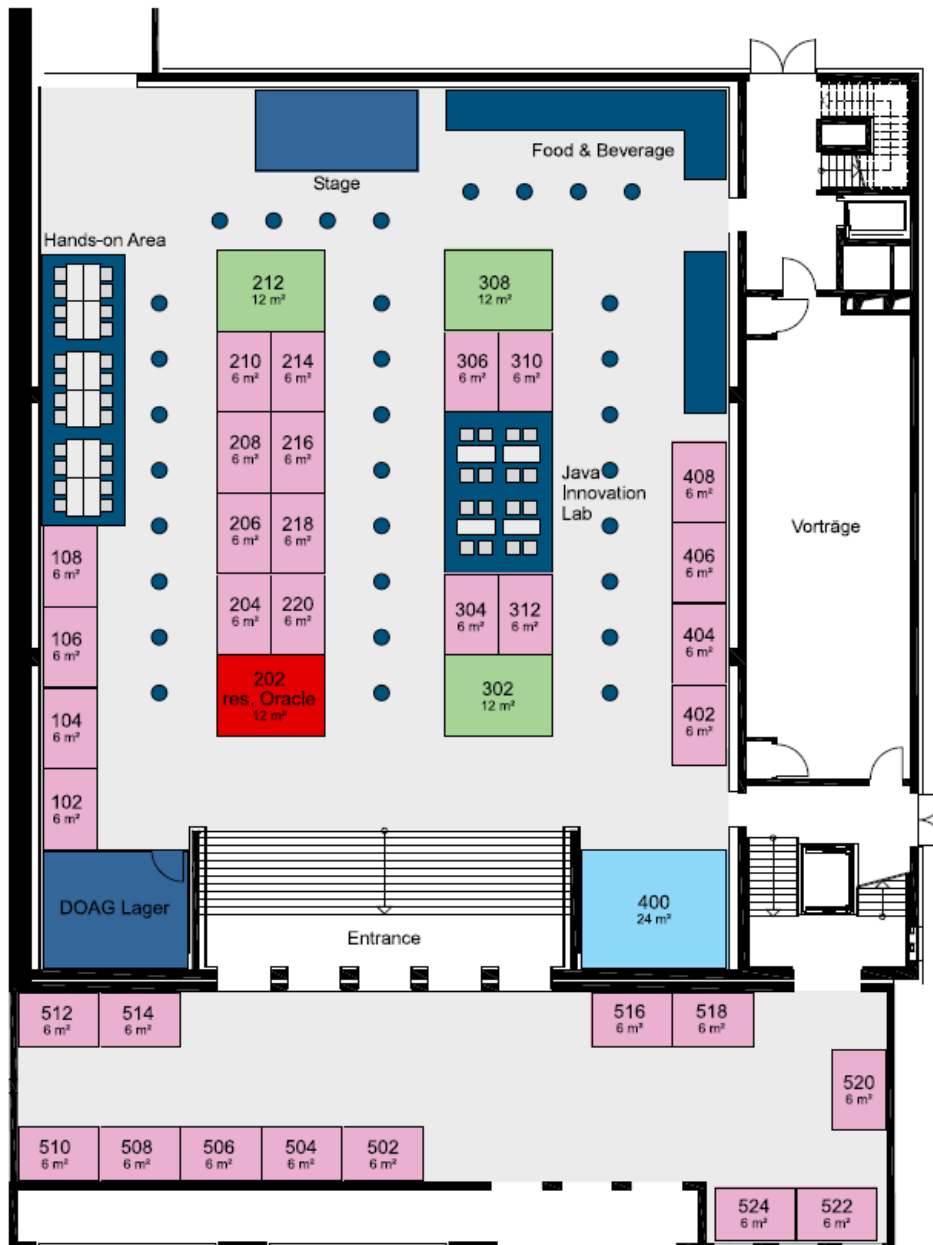 Food & Beverage
Stage
Hands-on Area
212
12 m²
308
12 m²
210
6 m²
214
6 m²
306
6 m²
310
6 m²
208
6 m²
216
6 m²
Java
Innovation
Lab
408
6 m²
206
6 m²
218
6 m²
Vorträge
108
6 m²
406
6 m²
204
6 m²
220
6 m²
304
6 m²
312
6 m²
106
6 m²
404
6 m²
202
res. Oracle
12 m²
302
12 m²
104
6 m²
402
6 m²
102
6 m²
DOAG Lager
400
24 m²
Entrance
512
6 m²
514
6 m²
516
6 m²
518
6 m²
520
6 m²
510
6 m²
508
6 m²
506
6 m²
504
6 m²
502
6 m²
524
6 m²
522
6 m²